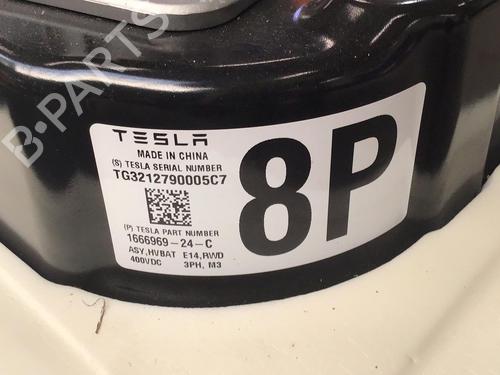 B-PARTS
TESLA
MADE IN CHINA
(S) TESLA SERIAL NUMBER
TG3212790005C7
(P) TESLA PART NUMBER
1666969-24-C
ASY,HVBAT E14,RWD
400VDC 3PH, M3
8P